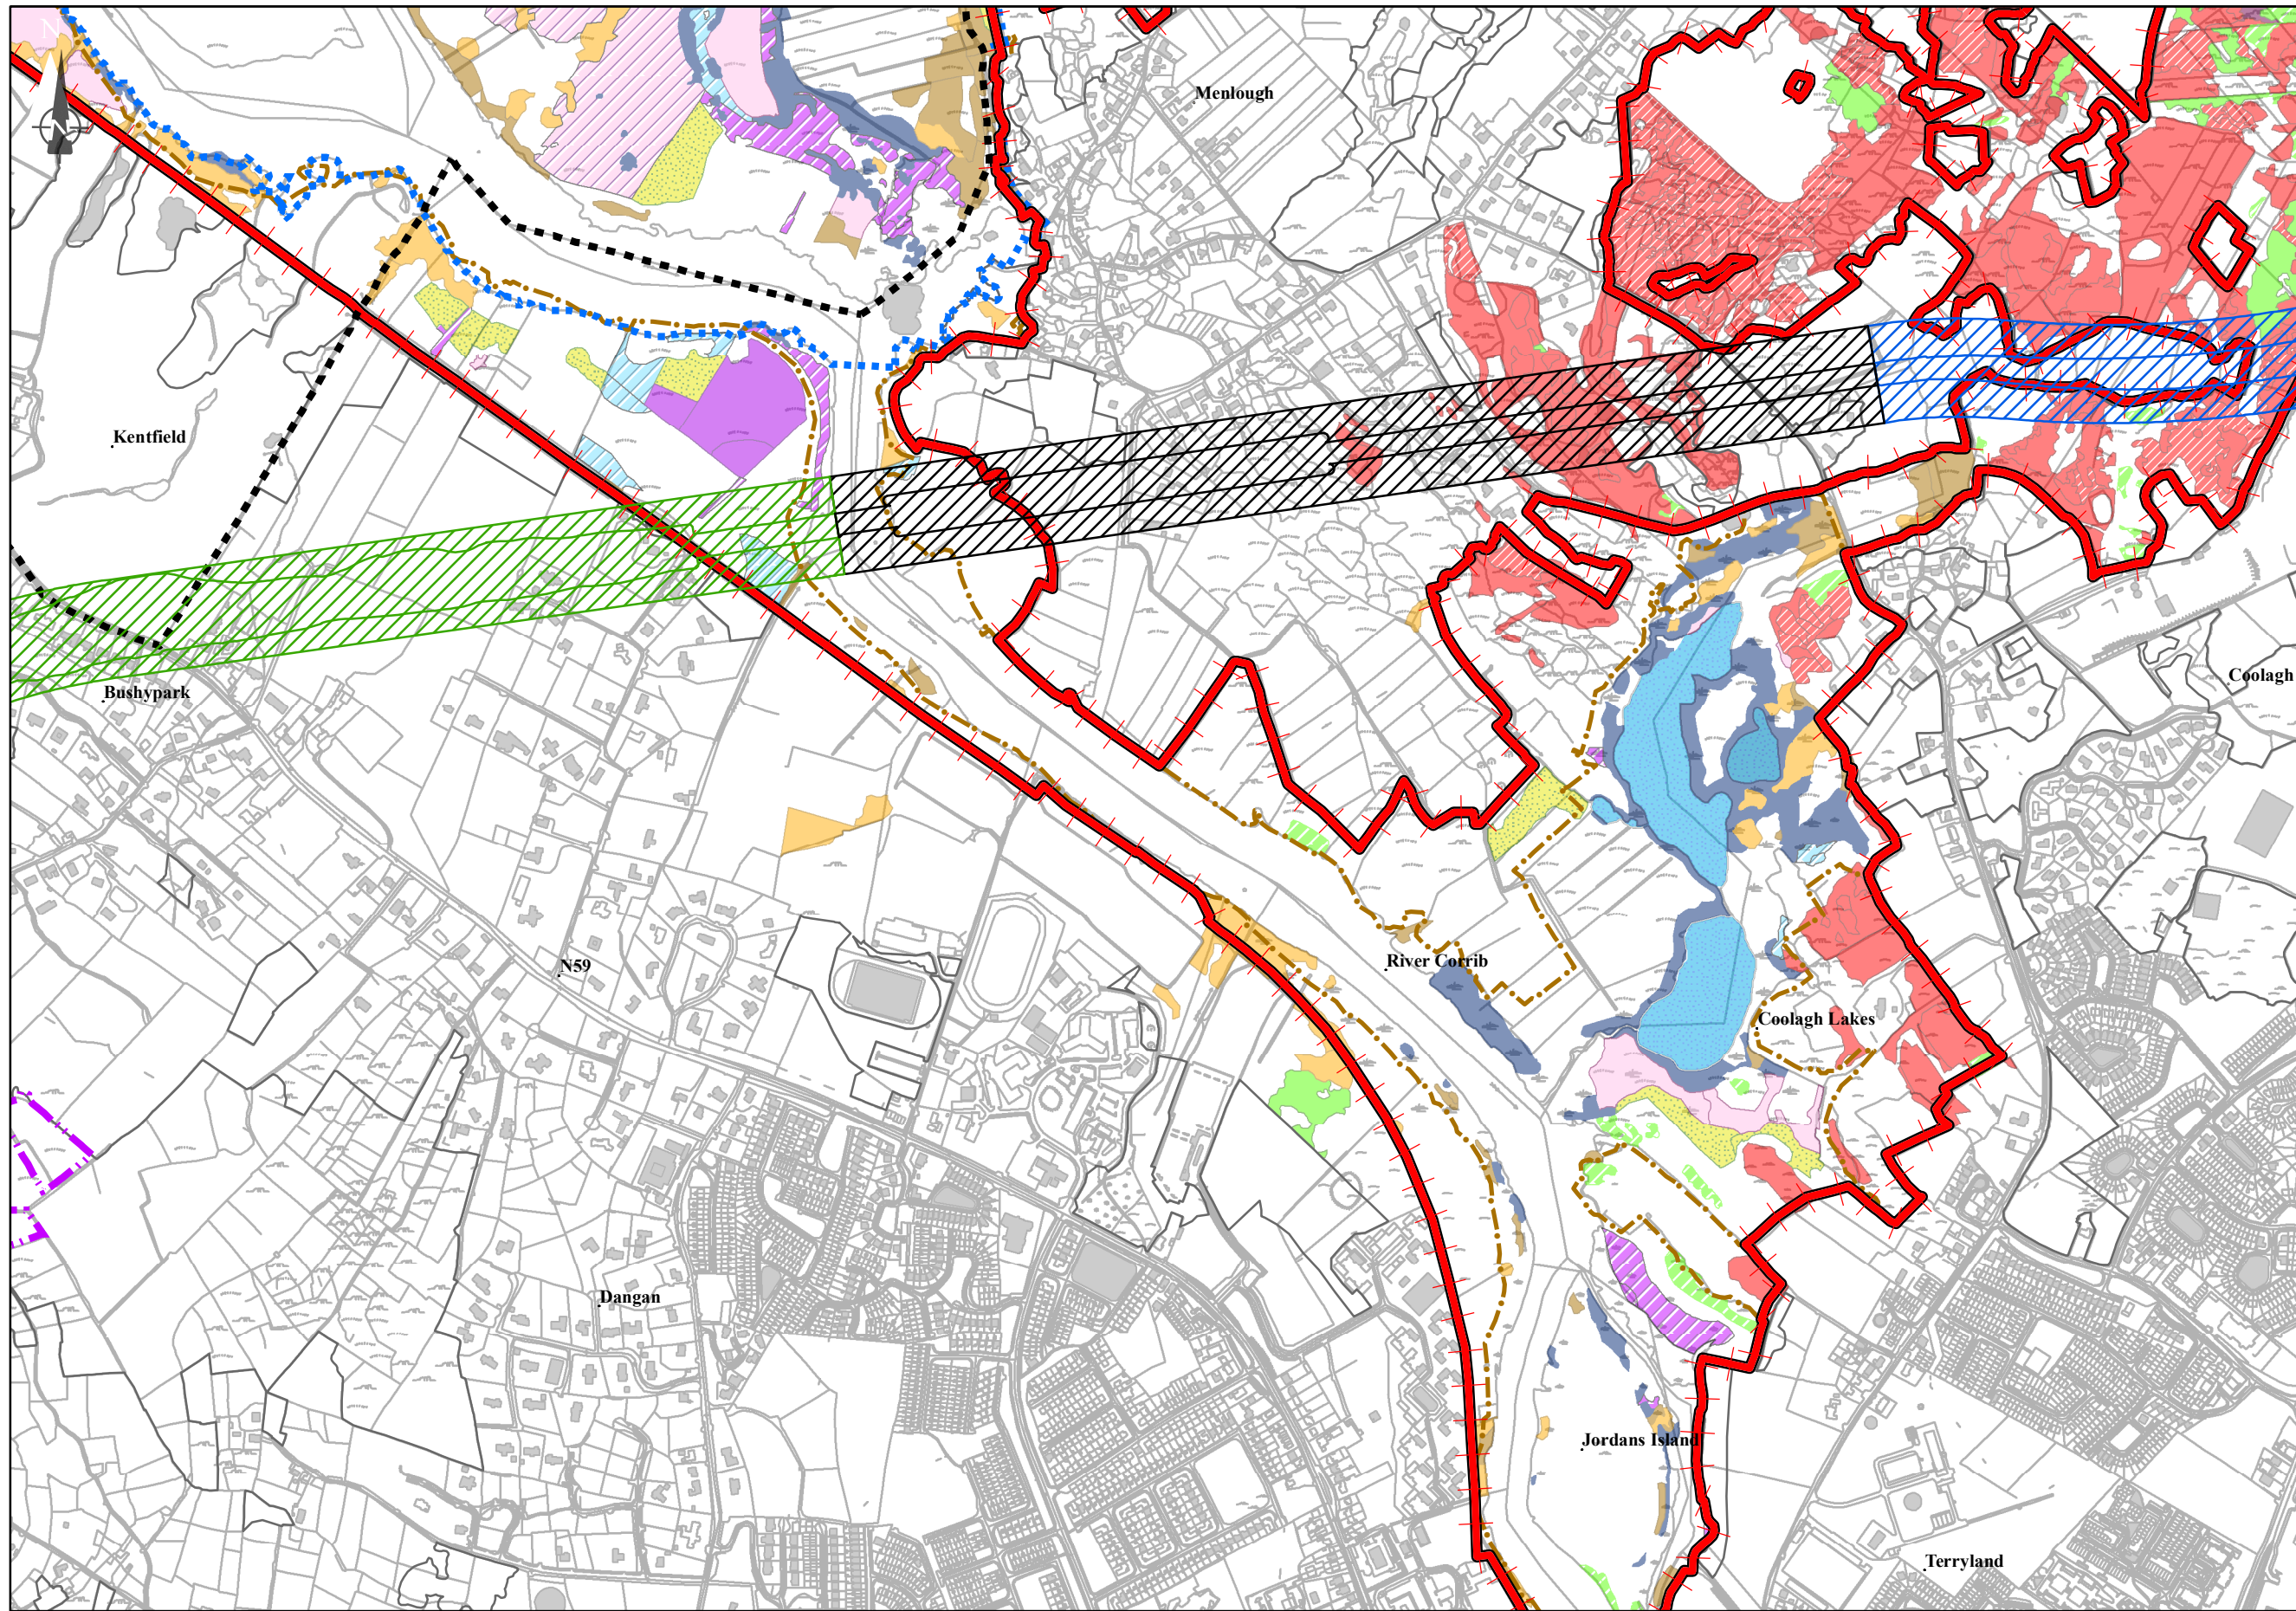 N
N
Menlough
Kentfield
Bushypark
Coolagh
N59
River Corrib
Coolagh Lakes
Dangan
Jordans Island
Terryland